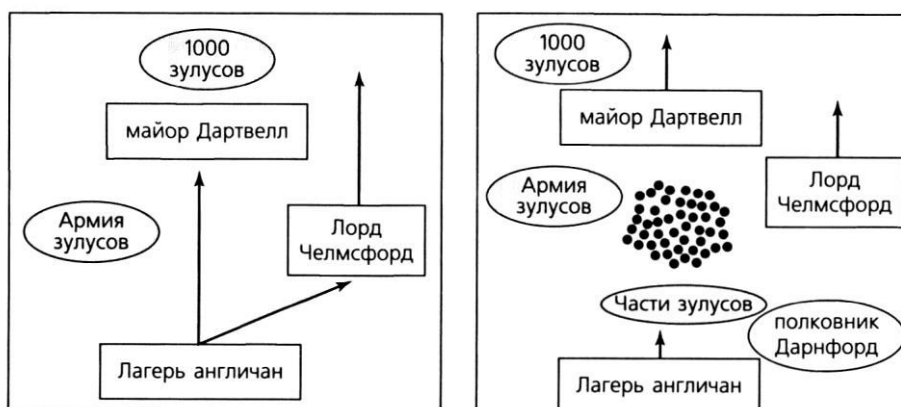 1000
зулусов
майор Дартвелл
Армия
зулусов
Лорд
Челмсфорд
Лагерь англичан
1000
зулусов
майор Дартвелл
Армия
зулусов
Лорд
Челмсфорд
Части зулусов
полковник
Дарнфорд
Лагерь англичан